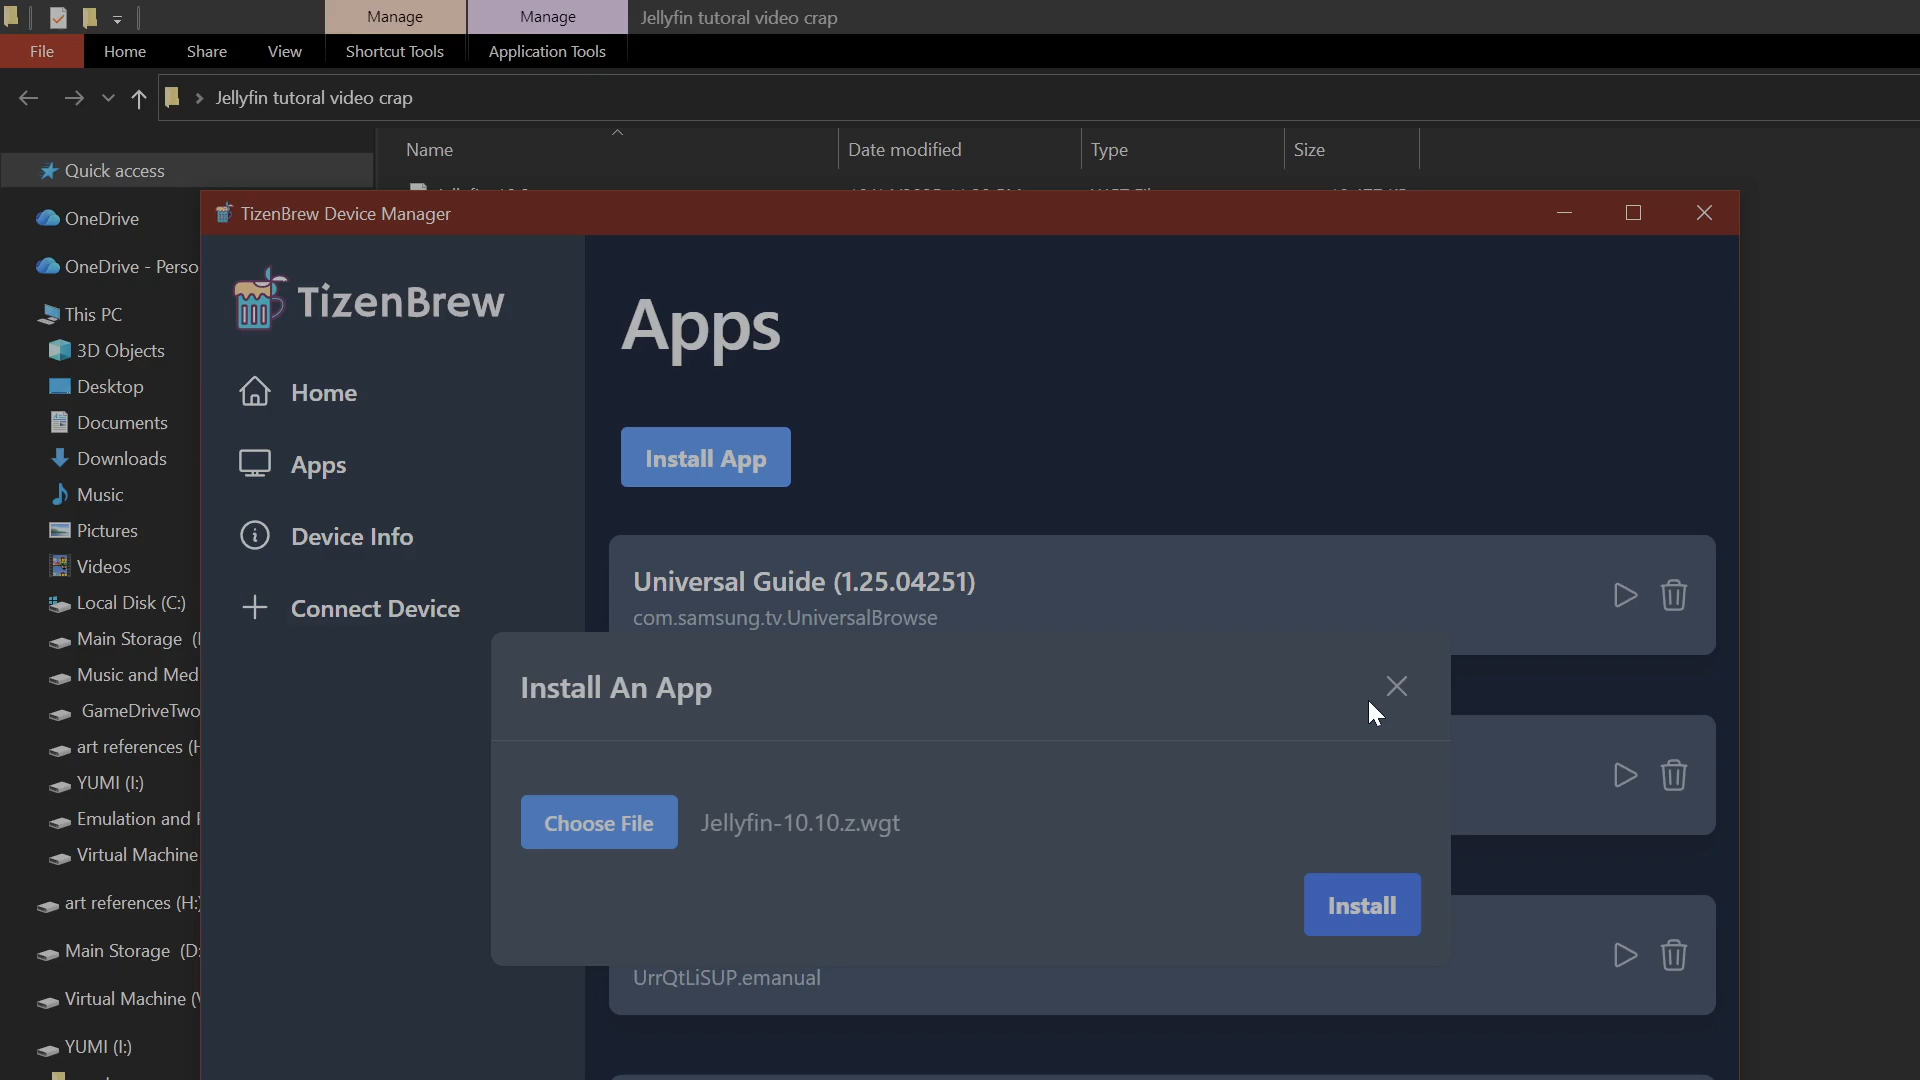 Manage
Manage
Jellyfin tutorial video crap
File
Home
Share
View
Shortcut Tools
Application Tools
Jellyfin tutorial video crap
Name
Date modified
Type
Size
Quick access
OneDrive
OneDrive - Perso
This PC
3D Objects
Desktop
Documents
Downloads
Music
Pictures
Videos
Local Disk (C:)
Main Storage
Music and Med
GameDriveTwo
art references
YUMI (I:)
Emulation and
Virtual Machine
art references (H:)
Main Storage (D:
Virtual Machine
YUMI (I:)
TizenBrew Device Manager
TizenBrew
Home
Apps
Device Info
Connect Device
Apps
Install App
Universal Guide (1.25.04251)
com.samsung.tv.UniversalBrowse
Install An App
Choose File
Jellyfin-10.10.z.wgt
Install
UrrQtLiSUP.emanual